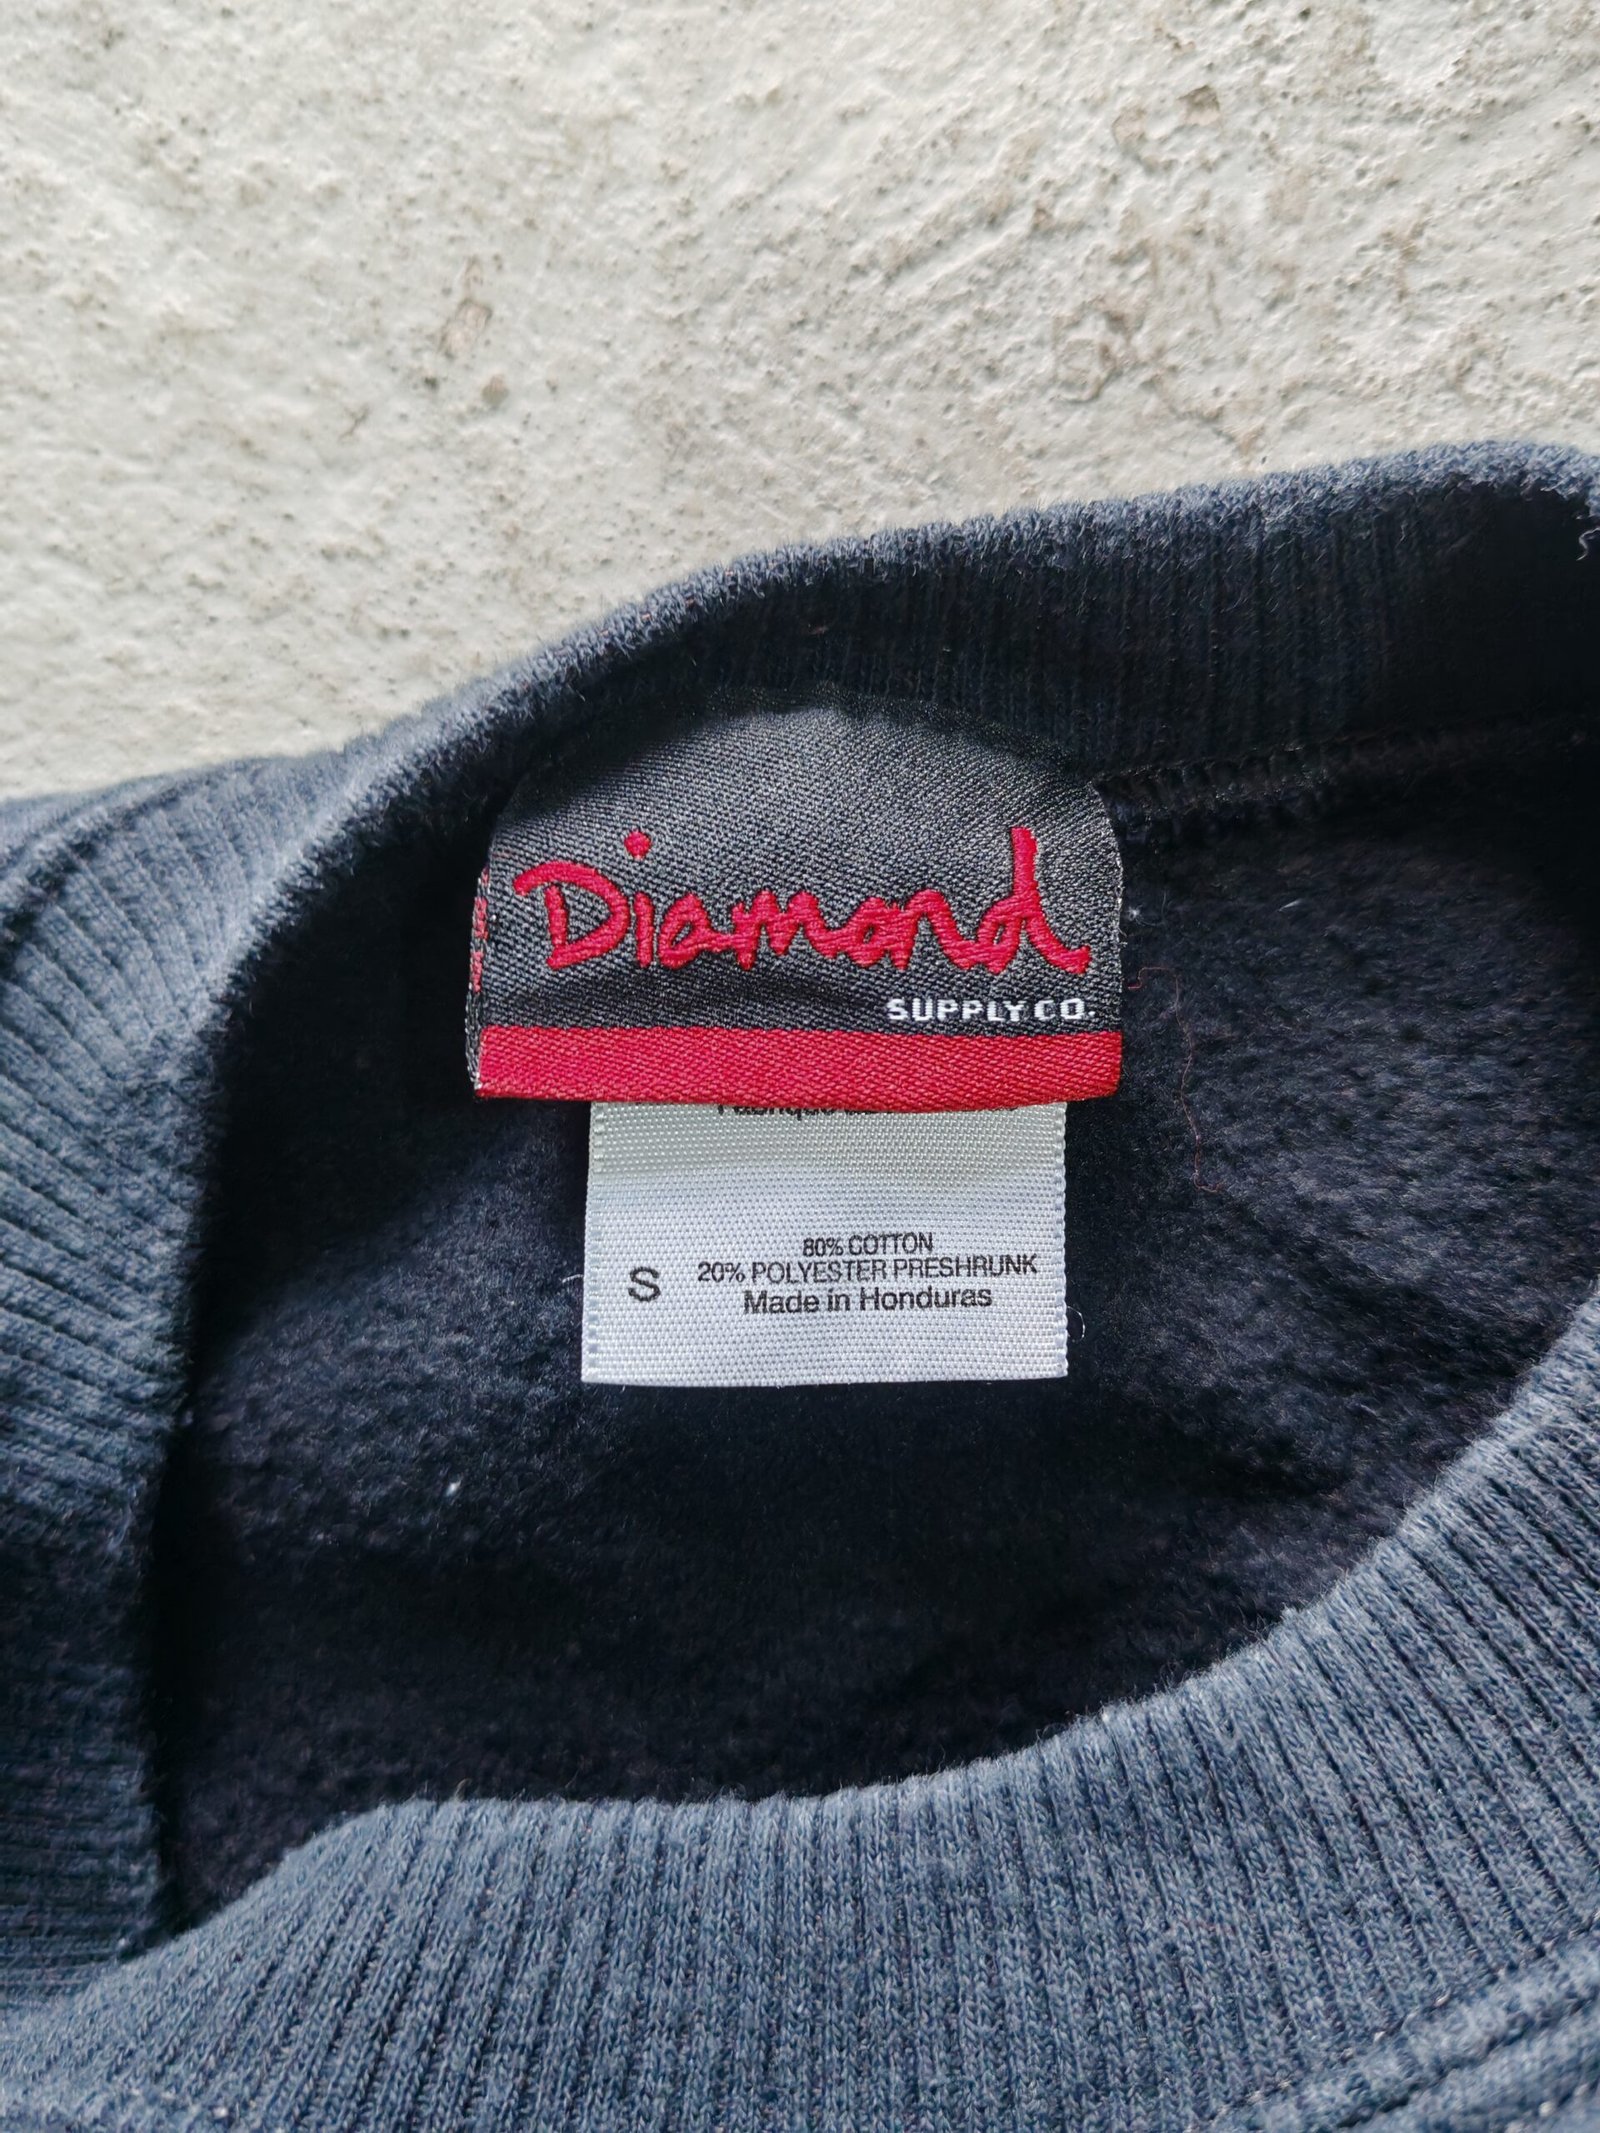 Diamond
SUPPLY CO.
80% COTTON
20% POLYESTER PRESHRUNK
S
Made in Honduras